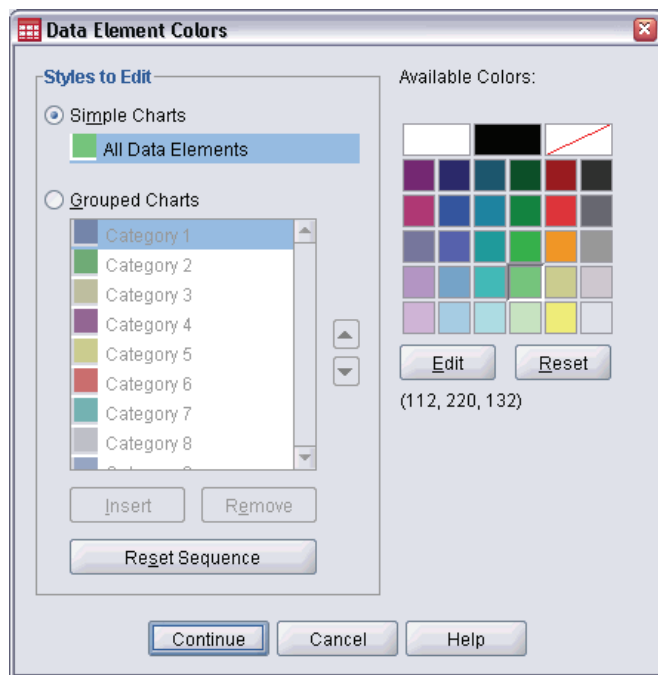 Data Element Colors
Styles to Edit
Simple Charts
All Data Elements
Grouped Charts
Category 1
Category 2
Category 3
Category 4
Category 5
Category 6
Category 7
Category 8
Insert
Remove
Reset Sequence
Available Colors:
Edit
Reset
(112, 220, 132)
Continue
Cancel
Help